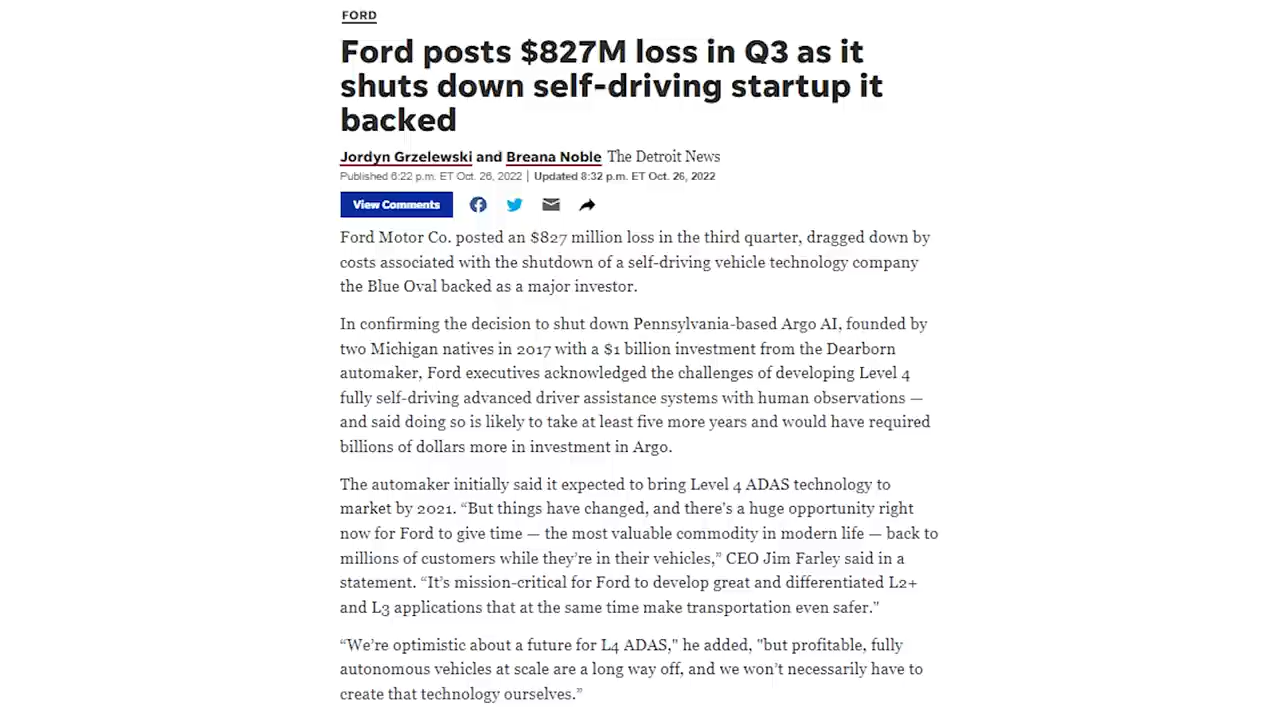 FORD
Ford posts $827M loss in Q3 as it
shuts down self-driving startup it
backed
Jordyn Grzelewski and Breana Noble The Detroit News
Published 6:22 p.m. ET Oct. 26, 2022 | Updated 8:32 p.m. ET Oct. 26, 2022
View Comments
Ford Motor Co. posted an $827 million loss in the third quarter, dragged down by
costs associated with the shutdown of a self-driving vehicle technology company
the Blue Oval backed as a major investor.
In confirming the decision to shut down Pennsylvania-based Argo AI, founded by
two Michigan natives in 2017 with a $1 billion investment from the Dearborn
automaker, Ford executives acknowledged the challenges of developing Level 4
fully self-driving advanced driver assistance systems with human observations —
and said doing so is likely to take at least five more years and would have required
billions of dollars more in investment in Argo.
The automaker initially said it expected to bring Level 4 ADAS technology to
market by 2021. “But things have changed, and there's a huge opportunity right
now for Ford to give time — the most valuable commodity in modern life — back to
millions of customers while they’re in their vehicles,” CEO Jim Farley said in a
statement. “It’s mission-critical for Ford to develop great and differentiated L2+
and L3 applications that at the same time make transportation even safer."
“We’re optimistic about a future for L4 ADAS," he added, "but profitable, fully
autonomous vehicles at scale are a long way off, and we won’t necessarily have to
create that technology ourselves.”